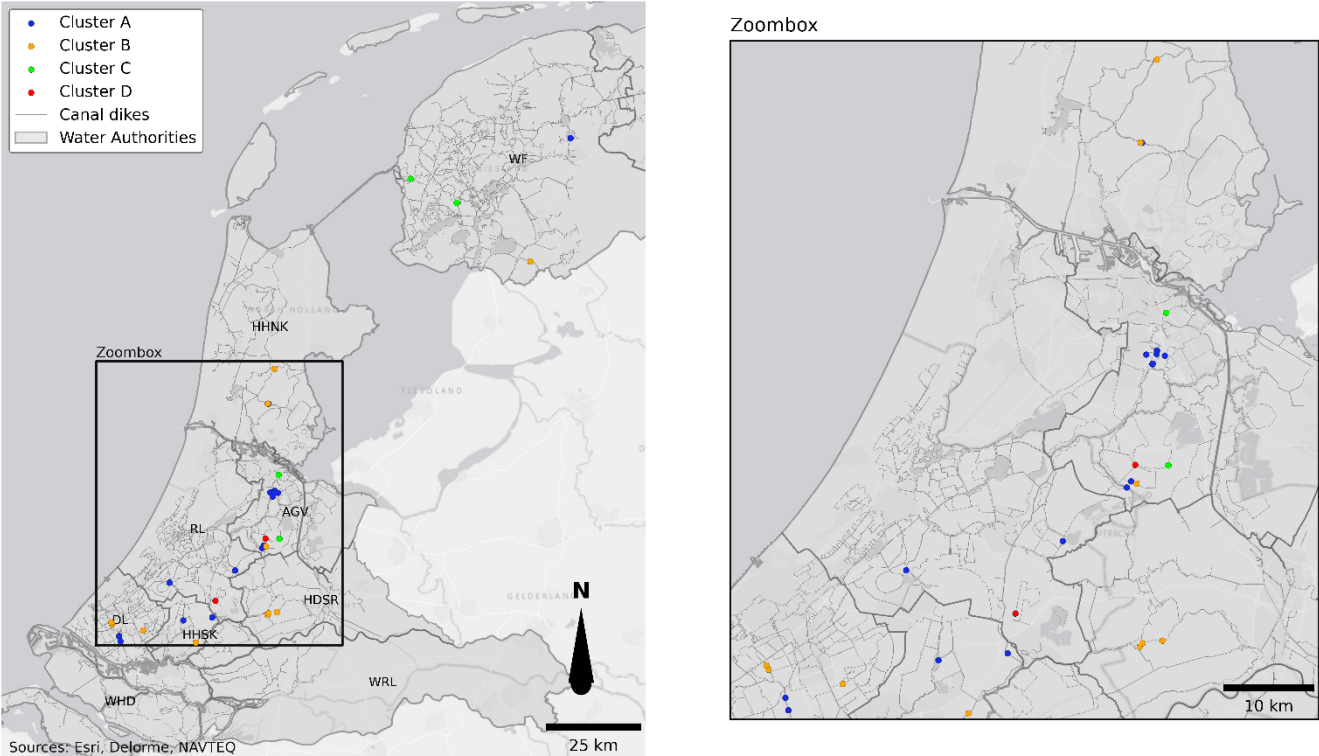 Cluster A
Cluster B
Cluster C
Cluster D
Canal dikes
Water Authorities
WF
HHNK
Zoombox
FLEVOLAND
AGV
RL
HDSR
GELDERLAND
DL
HHSK
WRL
WHD
N
25 km
Sources: Esri, Delorme, NAVTEQ
Zoombox
10 km